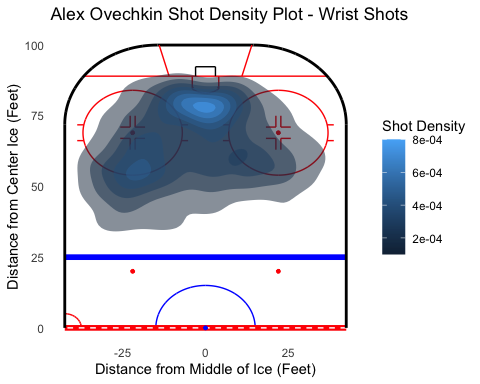 Alex Ovechkin Shot Density Plot - Wrist Shots
Distance from Center Ice (Feet)
100
75
50
25
0
-25
0
25
Distance from Middle of Ice (Feet)
Shot Density
8e-04
6e-04
4e-04
2e-04